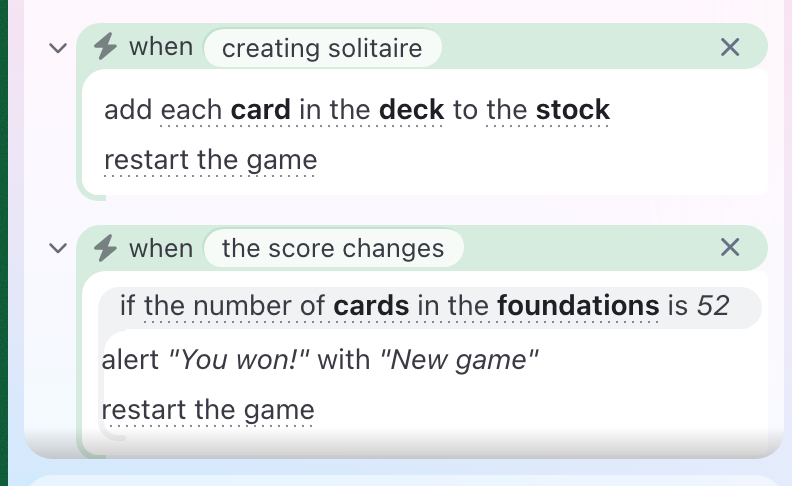 when creating solitaire
add each card in the deck to the stock
restart the game
when the score changes
if the number of cards in the foundations is 52
alert "You won!" with "New game"
restart the game